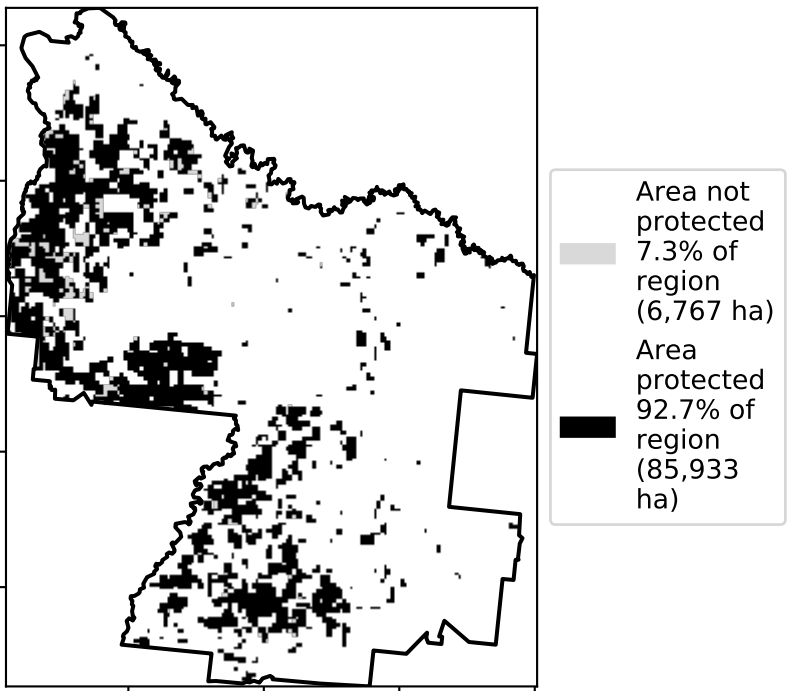 Area not
protected
7.3% of
region
(6,767 ha)
Area
protected
92.7% of
region
(85,933
ha)